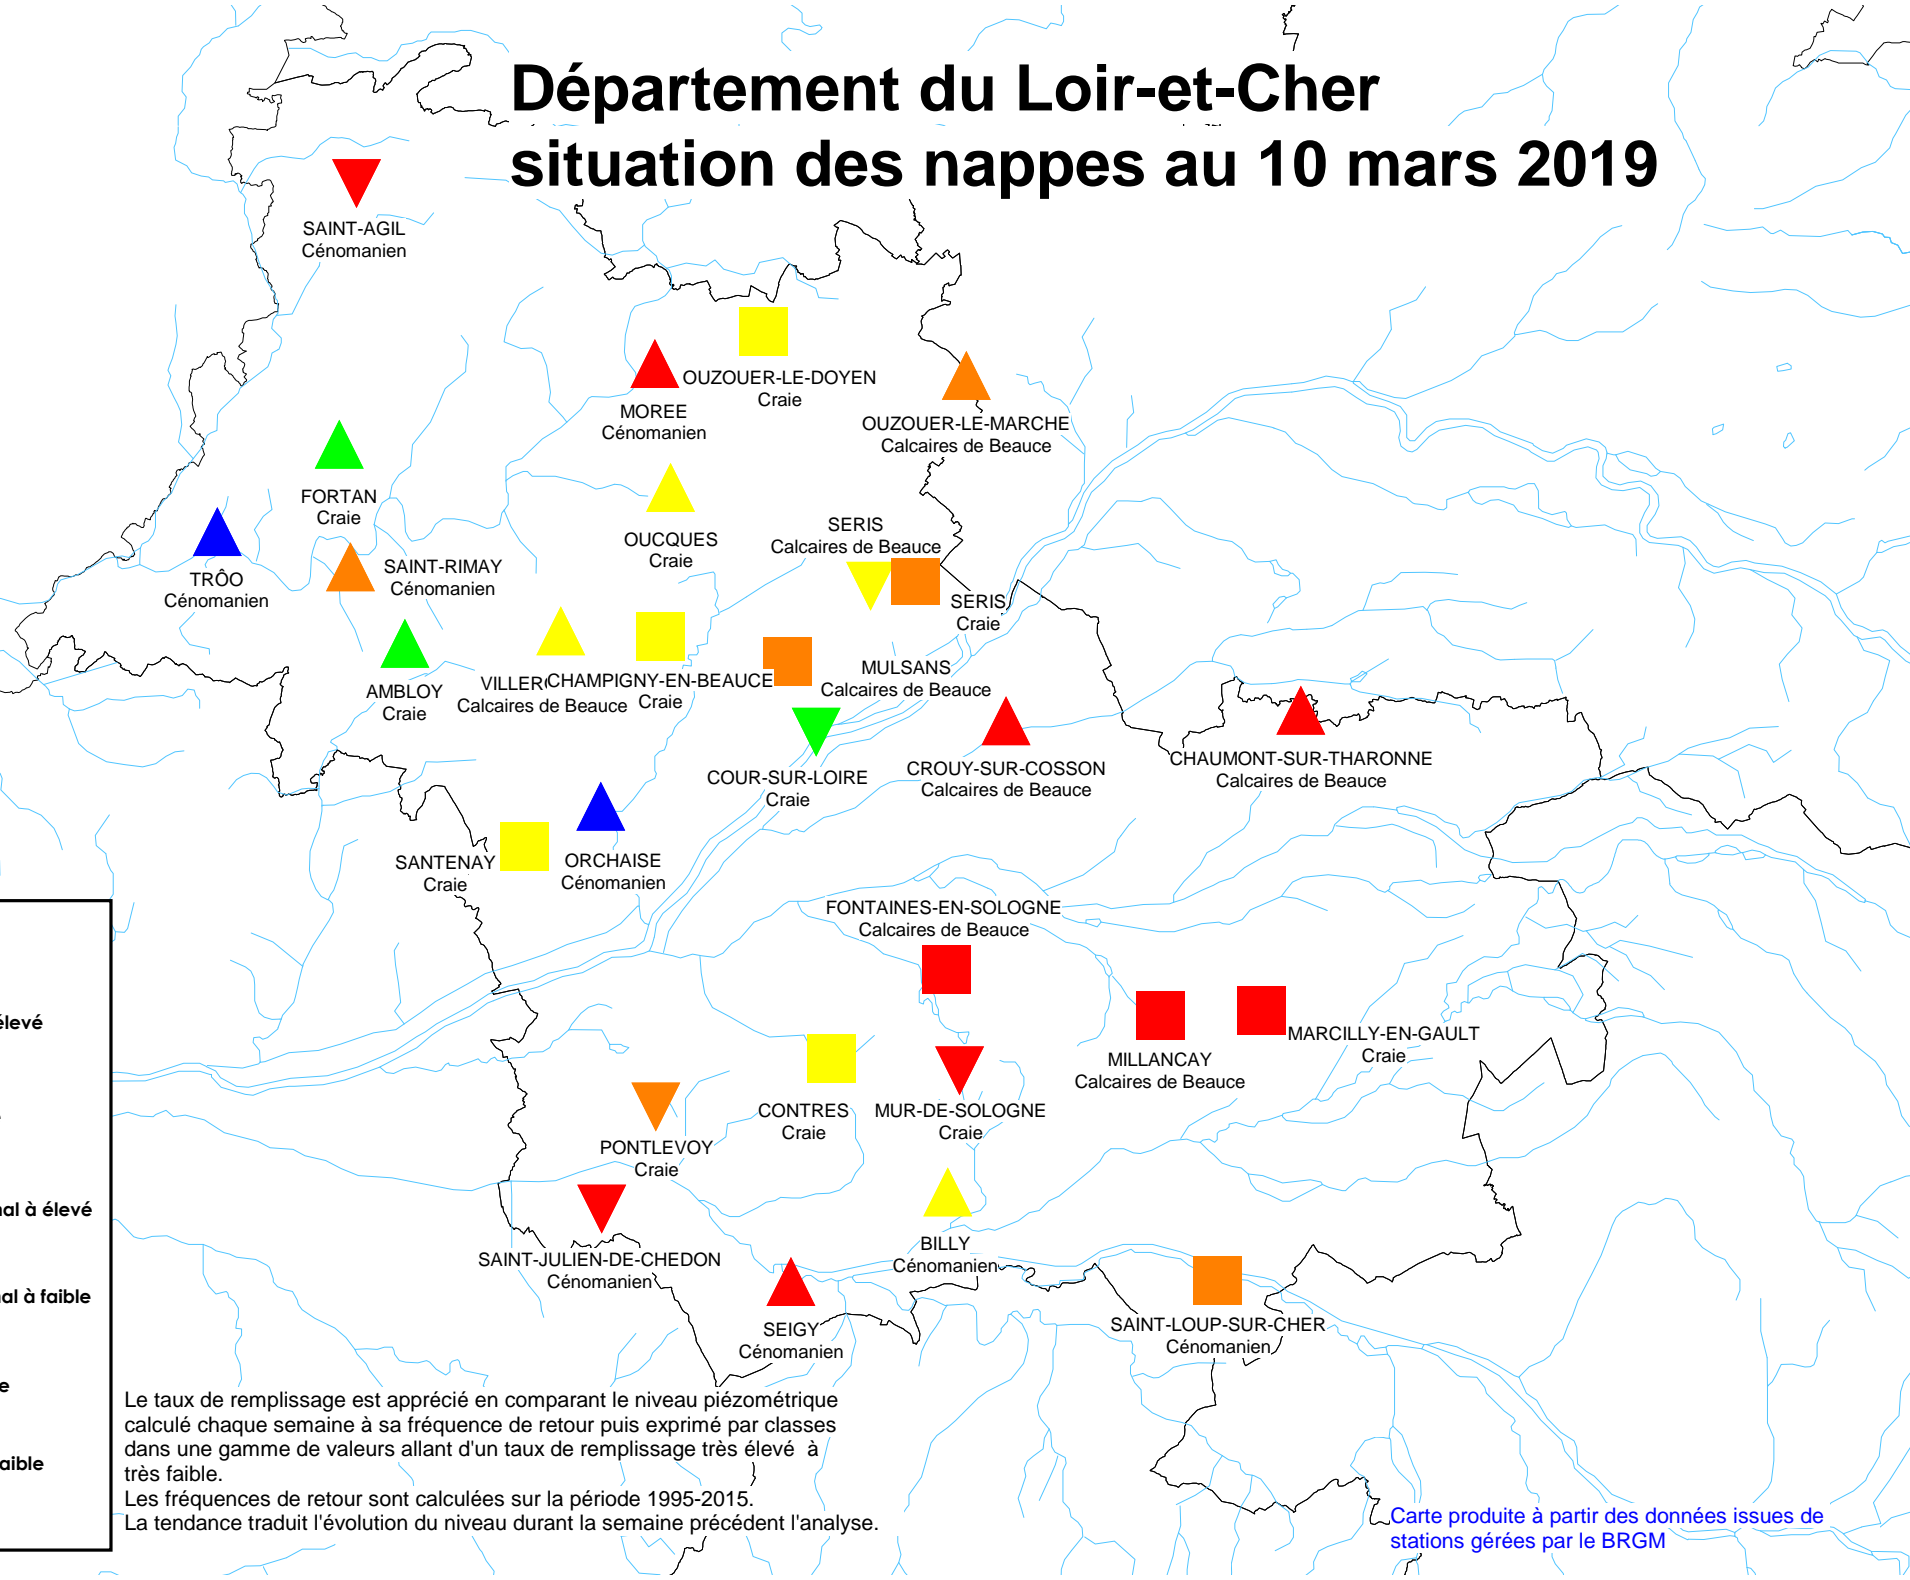 Département du Loir-et-Cher
situation des nappes au 10 mars 2019
SAINT-AGIL
Cénomanien
OUZOUER-LE-DOYEN
Craie
MOREE
Cénomanien
OUZOUER-LE-MARCHE
Calcaires de Beauce
FORTAN
Craie
OUCQUES
Craie
SERIS
Calcaires de Beauce
TRÔO
Cénomanien
SAINT-RIMAY
Cénomanien
SERIS
Craie
AMBLOY
Craie
Calcaires de Beauce
CHAMPIGNY-EN-BEAUCE
Craie
MULSANS
Calcaires de Beauce
COUR-SUR-LOIRE
Craie
CROUY-SUR-COSSON
Calcaires de Beauce
CHAUMONT-SUR-THARONNE
Calcaires de Beauce
SANTENAY
Craie
ORCHAISE
Cénomanien
FONTAINES-EN-SOLOGNE
Calcaires de Beauce
MILLANCAY
Calcaires de Beauce
MARCILLY-EN-GAULT
Craie
CONTRES
Craie
MUR-DE-SOLOGNE
Craie
PONTLEVOY
Craie
SAINT-JULIEN-DE-CHEDON
Cénomanien
BILLY
Cénomanien
SEIGY
Cénomanien
SAINT-LOUP-SUR-CHER
Cénomanien
élevé
à élevé
à faible
Le taux de remplissage est apprécié en comparant le niveau piézométrique
calculé chaque semaine à sa fréquence de retour puis exprimé par classes
dans une gamme de valeurs allant d'un taux de remplissage très élevé à
très faible.
Les fréquences de retour sont calculées sur la période 1995-2015.
La tendance traduit l'évolution du niveau durant la semaine précédent l'analyse.
Carte produite à partir des données issues de
stations gérées par le BRGM